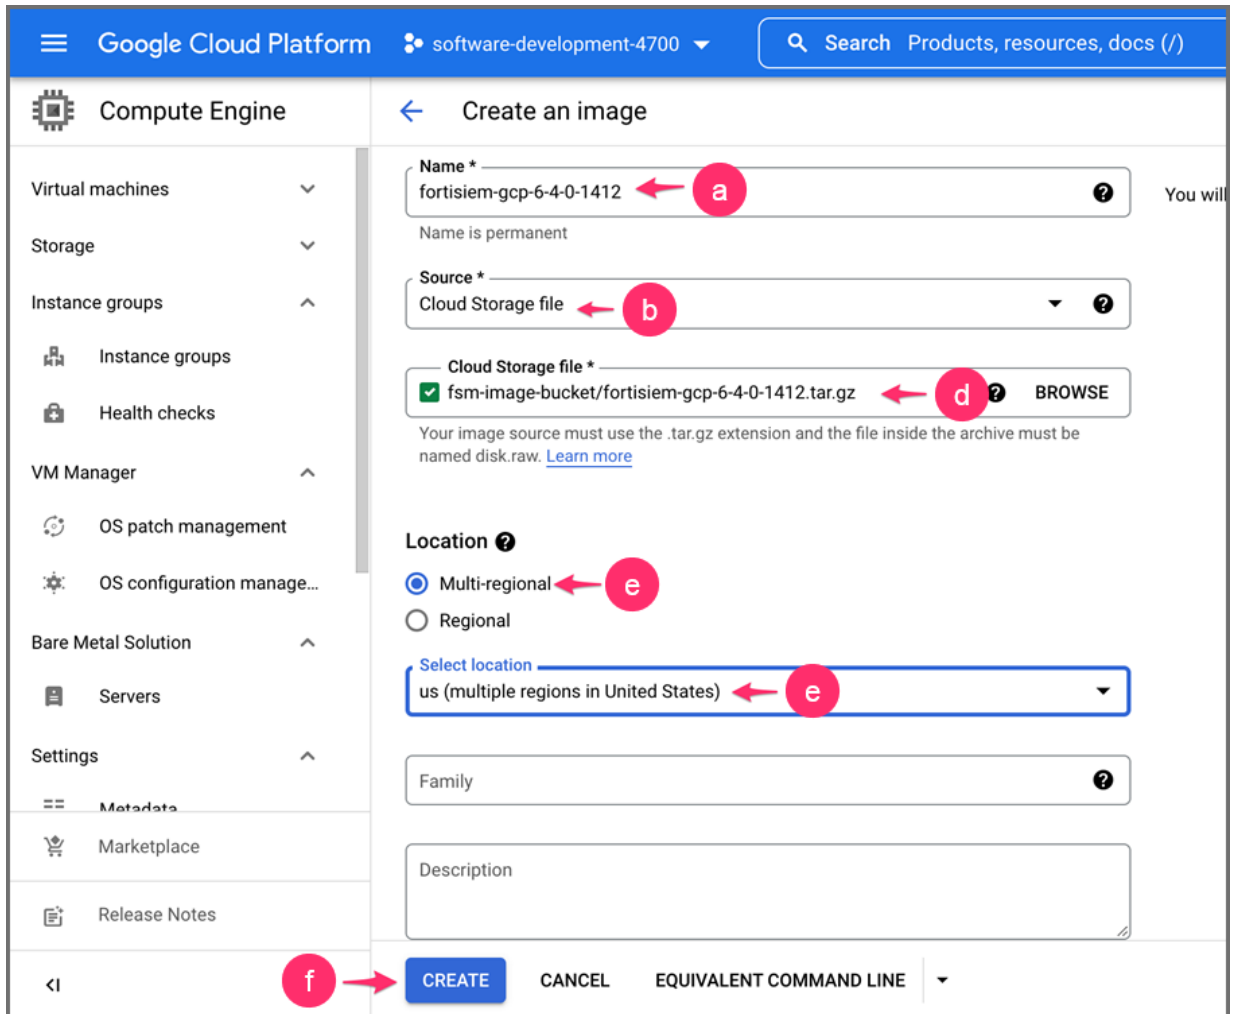 Google Cloud Platform
software-development-4700
Search Products, resources, docs (/)
Compute Engine
Create an image
Virtual machines
Storage
Instance groups
Instance groups
Health checks
VM Manager
OS patch management
OS configuration manage...
Bare Metal Solution
Servers
Settings
Metadata
Marketplace
Release Notes
Name *
fortisiem-gcp-6-4-0-1412
a
Name is permanent
You will
Source *
Cloud Storage file
b
Cloud Storage file *
fsm-image-bucket/fortisiem-gcp-6-4-0-1412.tar.gz
d
BROWSE
Your image source must use the .tar.gz extension and the file inside the archive must be
named disk.raw. Learn more
Location
Multi-regional
e
Regional
Select location
us (multiple regions in United States)
e
Family
Description
f
CREATE
CANCEL
EQUIVALENT COMMAND LINE